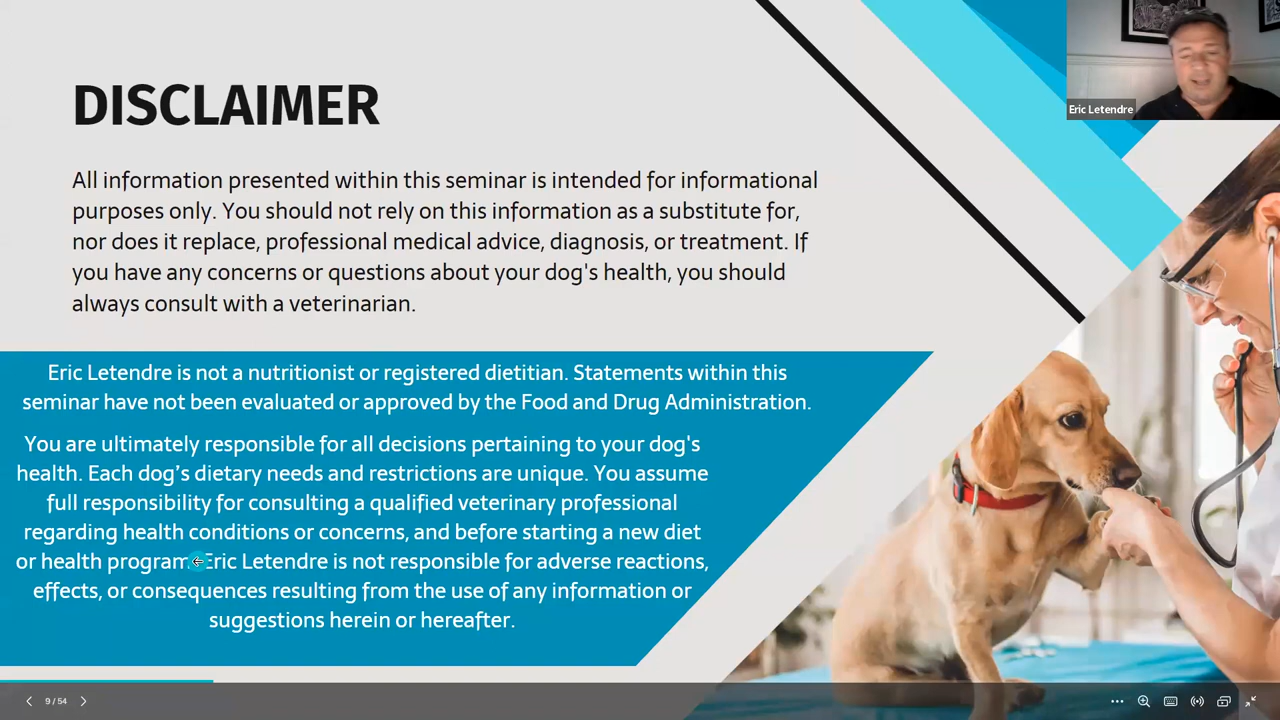 DISCLAIMER
All information presented within this seminar is intended for informational
purposes only. You should not rely on this information as a substitute for,
nor does it replace, professional medical advice, diagnosis, or treatment. If
you have any concerns or questions about your dog's health, you should
always consult with a veterinarian.
Eric Letendre is not a nutritionist or registered dietitian. Statements within this
seminar have not been evaluated or approved by the Food and Drug Administration.
You are ultimately responsible for all decisions pertaining to your dog's
health. Each dog’s dietary needs and restrictions are unique. You assume
full responsibility for consulting a qualified veterinary professional
regarding health conditions or concerns, and before starting a new diet
or health program. Eric Letendre is not responsible for adverse reactions,
effects, or consequences resulting from the use of any information or
suggestions herein or hereafter.
Eric Letendre
9 / 54